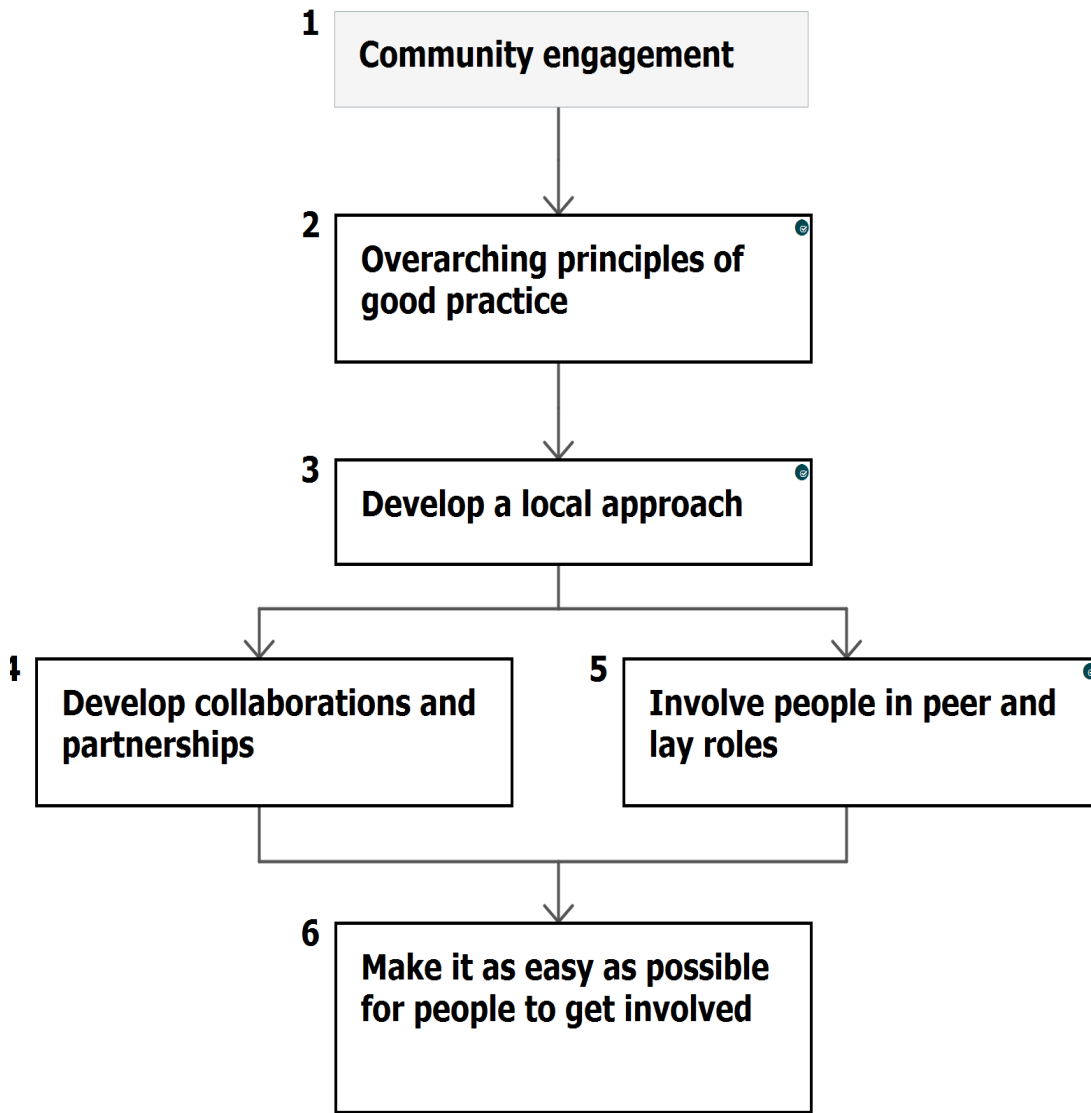 1
Community engagement
2
Overarching principles of
good practice
3
Develop a local approach
4
Develop collaborations and
partnerships
5
Involve people in peer and
lay roles
6
Make it as easy as possible
for people to get involved